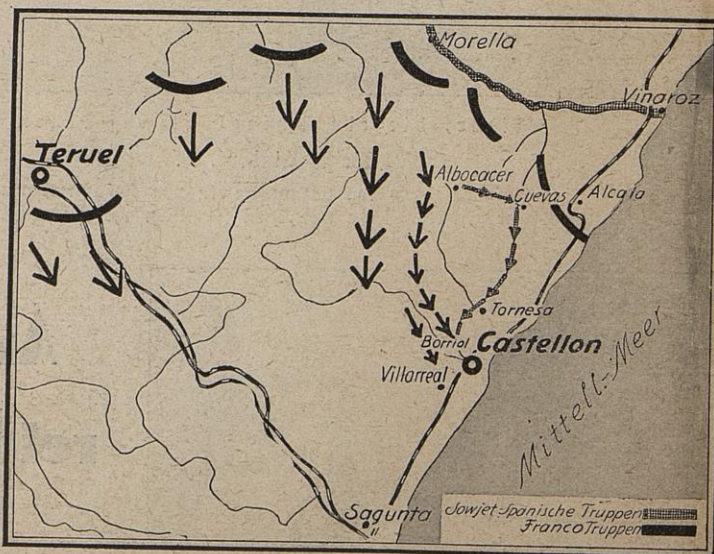 Morella
Vinaroz
Teruel
Albocacer
Cuevas
Alcala
Tornesa
Borriol
Castellon
Villarreal
Mittell-Meer
Sagunta
Sowjet-Spanische Truppen
Franco Truppen